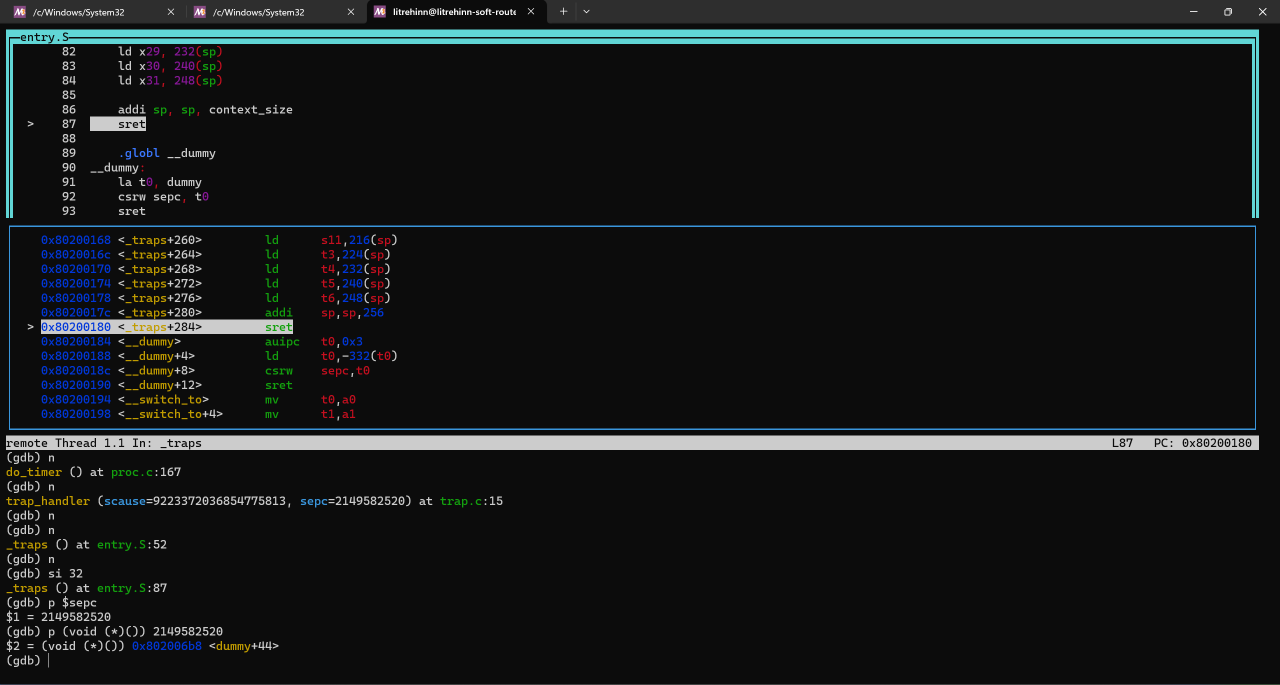 /c/Windows/System32
/c/Windows/System32
litrehinn@litrehinn-soft-route
entry.S
82 ld x29, 232(sp)
83 ld x30, 240(sp)
84 ld x31, 248(sp)
85
86 addi sp, sp, context_size
> 87 sret
88
89 .globl __dummy
90 __dummy:
91 la t0, dummy
92 csrw sepc, t0
93 sret
0x80200168 <_traps+260> ld s11,216(sp)
0x8020016c <_traps+264> ld t3,224(sp)
0x80200170 <_traps+268> ld t4,232(sp)
0x80200174 <_traps+272> ld t5,240(sp)
0x80200178 <_traps+276> ld t6,248(sp)
0x8020017c <_traps+280> addi sp,sp,256
> 0x80200180 <_traps+284> sret
0x80200184 <__dummy> auipc t0,0x3
0x80200188 <__dummy+4> ld t0,-332(t0)
0x8020018c <__dummy+8> csrw sepc,t0
0x80200190 <__dummy+12> sret
0x80200194 <__switch_to> mv t0,a0
0x80200198 <__switch_to+4> mv t1,a1
remote Thread 1.1 In: _traps L87 PC: 0x80200180
(gdb) n
do_timer () at proc.c:167
(gdb) n
trap_handler (scause=9223372036854775813, sepc=2149582520) at trap.c:15
(gdb) n
(gdb) n
_traps () at entry.S:52
(gdb) n
(gdb) si 32
_traps () at entry.S:87
(gdb) p $sepc
$1 = 2149582520
(gdb) p (void (*)()) 2149582520
$2 = (void (*)()) 0x802006b8 <dummy+44>
(gdb)